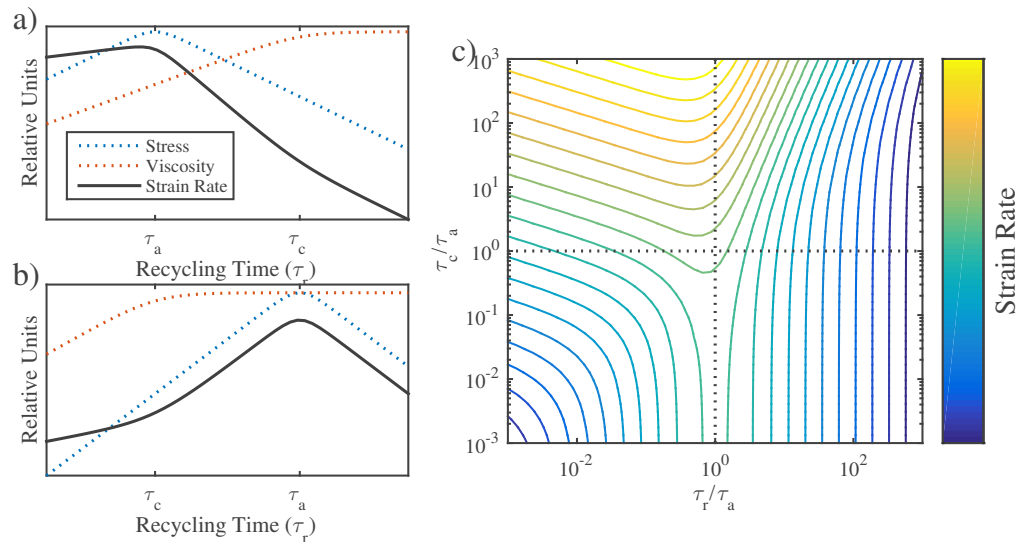 a)
Relative Units
Stress
Viscosity
Strain Rate
τa
τc
Recycling Time (τr)
b)
Relative Units
τc
τa
Recycling Time (τr)
c)
τc/τa
10^3
10^2
10^1
10^0
10^-1
10^-2
10^-3
10^-2
10^0
10^2
τr/τa
Strain Rate